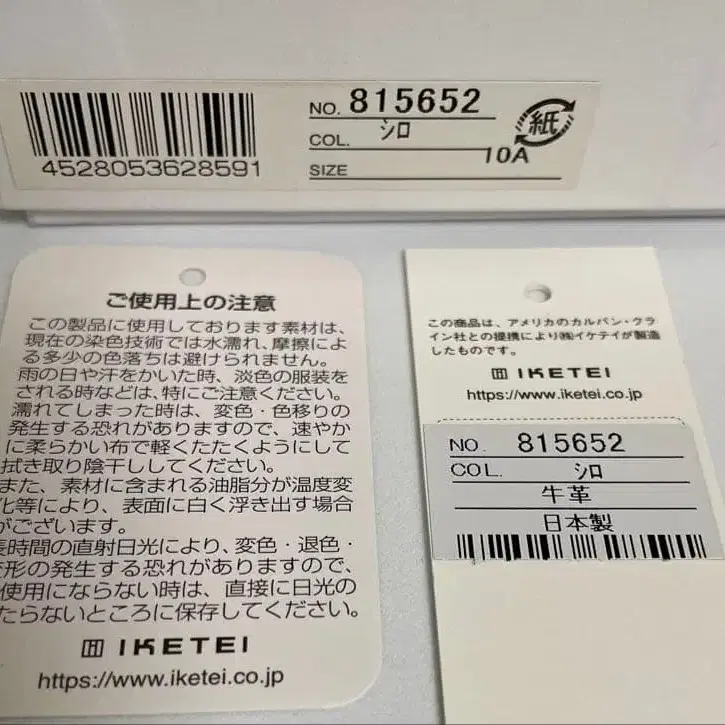 4528053628591
NO. 815652
COL. シロ
10A
SIZE
紙
ご使用上の注意
この製品に使用しております素材は、
現在の染色技術では水濡れ、摩擦によ
る多少の色落ちは避けられません。
雨の日や汗をかいた時、淡色の服装を
される時などは、特にご注意ください。
濡れてしまった時は、変色・色移りの
発生する恐れがありますので、速やか
に柔らかい布で軽くたたくようにして
拭き取り陰干ししてください。
また、素材に含まれる油脂分が温度変
化等により、表面に白く浮き出す場合
がございます。
長時間の直射日光により、変色・退色・
変形の発生する恐れがありますので、
使用にならない時は、直接に日光の
たらないところに保存してください。
IKETEI
https://www.iketei.co.jp
この商品は、アメリカのカルバン・クラ
イン社との提携により㈱イケテイが製造
したものです。
IKETEI
https://www.iketei.co.jp
NO. 815652
COL. シロ
牛革
日本製